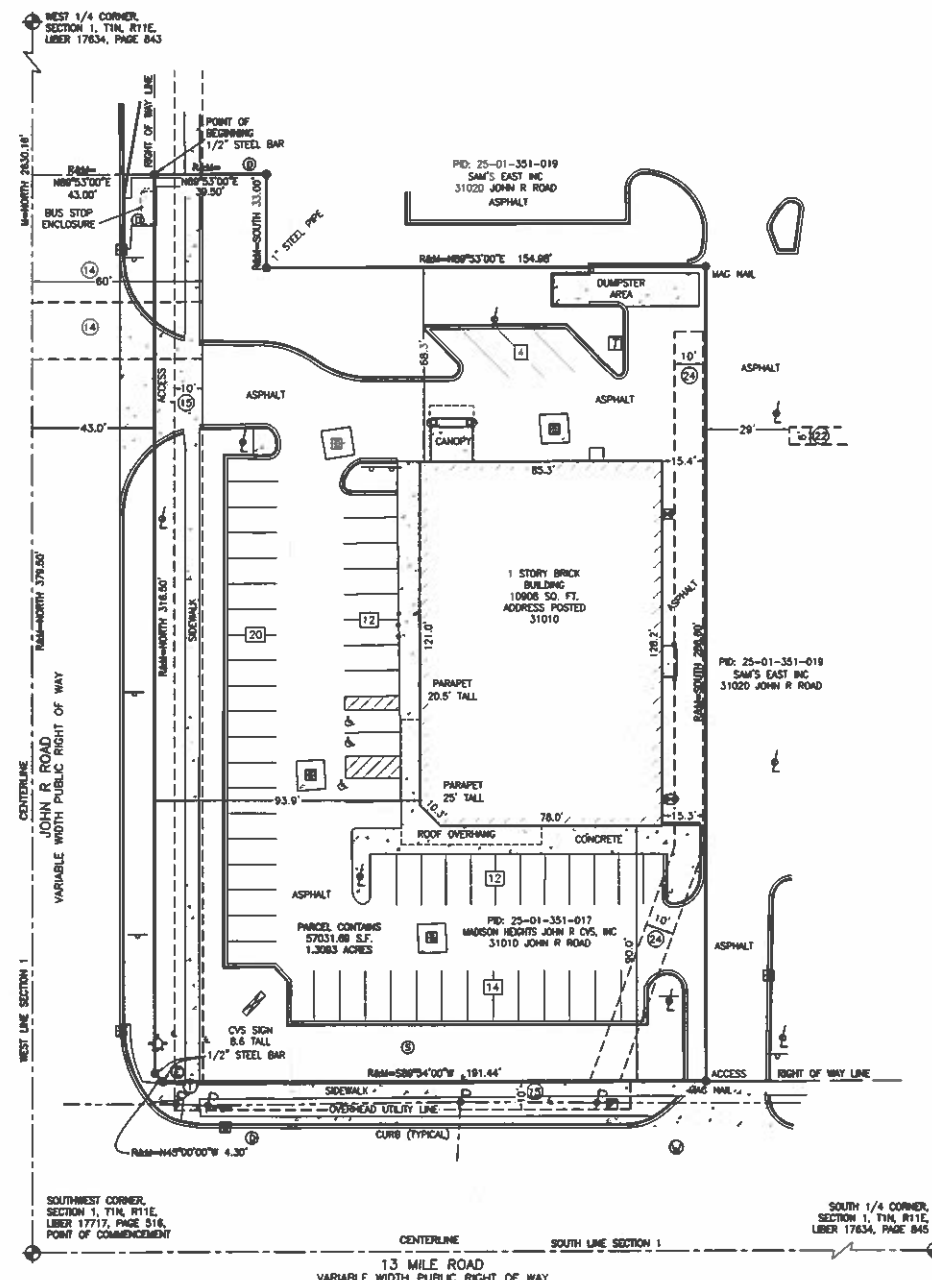 WEST 1/4 CORNER,
SECTION 1, T1N, R11E,
LIBER 17634, PAGE 843
M=NORTH 2630.16'
RIGHT OF WAY LINE
POINT OF
BEGINNING
1/2" STEEL BAR
R&M=
N89°53'00"E
43.00'
R&M=
N89°53'00"E
39.50'
BUS STOP
ENCLOSURE
R&M=SOUTH 33.00'
1" STEEL PIPE
PID: 25-01-351-019
SAM'S EAST INC
31020 JOHN R ROAD
ASPHALT
R&M=N89°53'00"E 154.98'
MAG NAIL
DUMPSTER
AREA
14
60'
14
4
7
68.3'
10'
24
ASPHALT
ACCESS
10'
15
ASPHALT
ASPHALT
43.0'
CANOPY
29'
22
85.3'
15.4'
R&M=NORTH 379.50'
R&M=NORTH 316.50'
SIDEWALK
20
12
121.0'
1 STORY BRICK
BUILDING
10908 SQ. FT.
ADDRESS POSTED
31010
128.2'
ASPHALT
PID: 25-01-351-019
SAM'S EAST INC
31020 JOHN R ROAD
PARAPET
20.5' TALL
PARAPET
25' TALL
CENTERLINE
JOHN R ROAD
VARIABLE WIDTH PUBLIC RIGHT OF WAY
93.9'
10.3'
78.0'
15.3'
ROOF OVERHANG
CONCRETE
12
ASPHALT
PARCEL CONTAINS
57031.69 S.F.
1.3093 ACRES
PID: 25-01-351-017
MADISON HEIGHTS JOHN R CVS, INC
31010 JOHN R ROAD
90.0'
10'
24
ASPHALT
14
WEST LINE SECTION 1
CVS SIGN
8.6 TALL
1/2" STEEL BAR
S
R&M=S89°54'00"W 191.44'
ACCESS
RIGHT OF WAY LINE
MAG NAIL
SIDEWALK
10'
15
OVERHEAD UTILITY LINE
CURB (TYPICAL)
R&M=N45°00'00"W 4.30'
SOUTHWEST CORNER,
SECTION 1, T1N, R11E,
LIBER 17717, PAGE 516,
POINT OF COMMENCEMENT
SOUTH 1/4 CORNER,
SECTION 1, T1N, R11E,
LIBER 17634, PAGE 845
CENTERLINE
SOUTH LINE SECTION 1
13 MILE ROAD
VARIABLE WIDTH PUBLIC RIGHT OF WAY